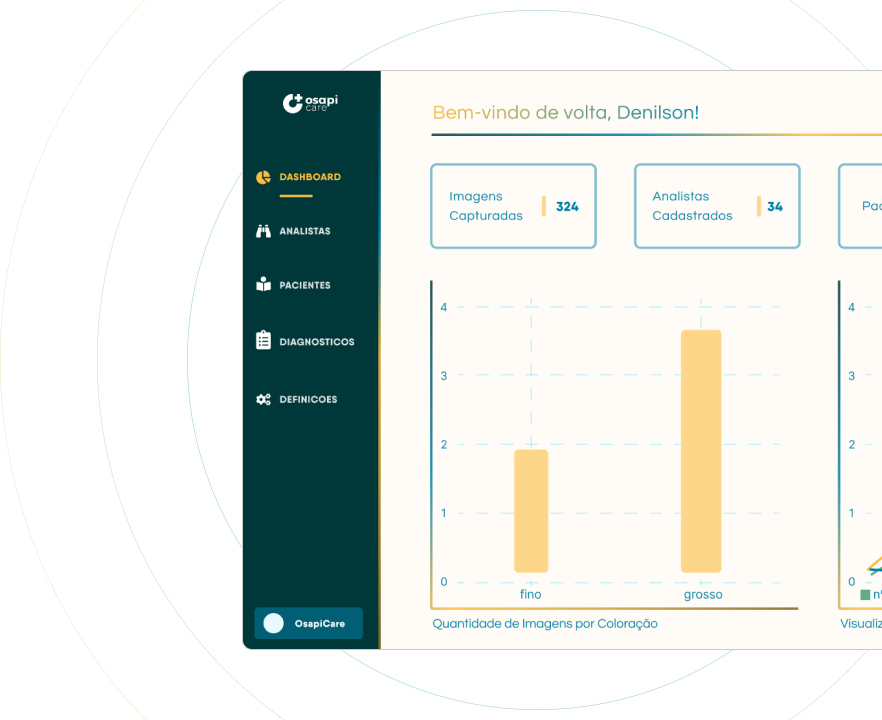 osapi
care
Bem-vindo de volta, Denilson!
DASHBOARD
ANALISTAS
PACIENTES
DIAGNOSTICOS
DEFINICOES
OsapiCare
Imagens
Capturadas
324
Analistas
Cadastrados
34
Pac
4
3
2
1
0
fino
grosso
Quantidade de Imagens por Coloração
4
3
2
1
0
nº
Visualiz